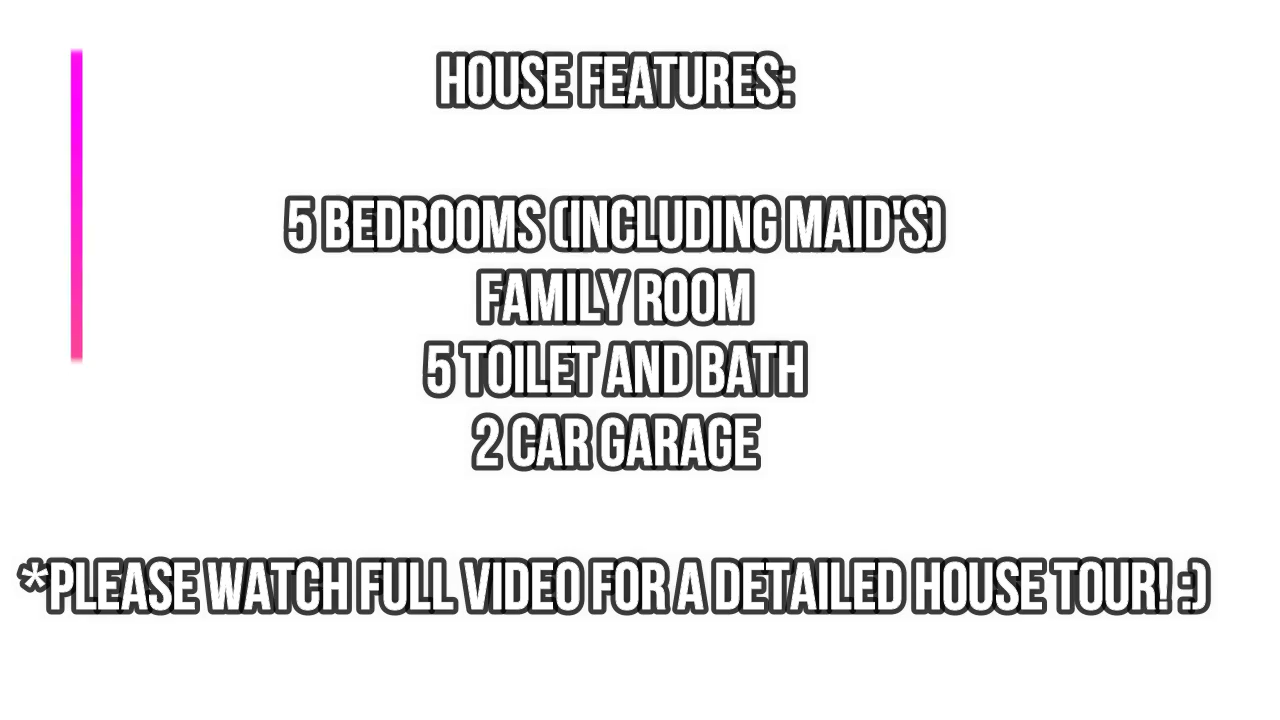 HOUSE FEATURES:
5 BEDROOMS (INCLUDING MAID'S)
FAMILY ROOM
5 TOILET AND BATH
2 CAR GARAGE
*PLEASE WATCH FULL VIDEO FOR A DETAILED HOUSE TOUR! :)